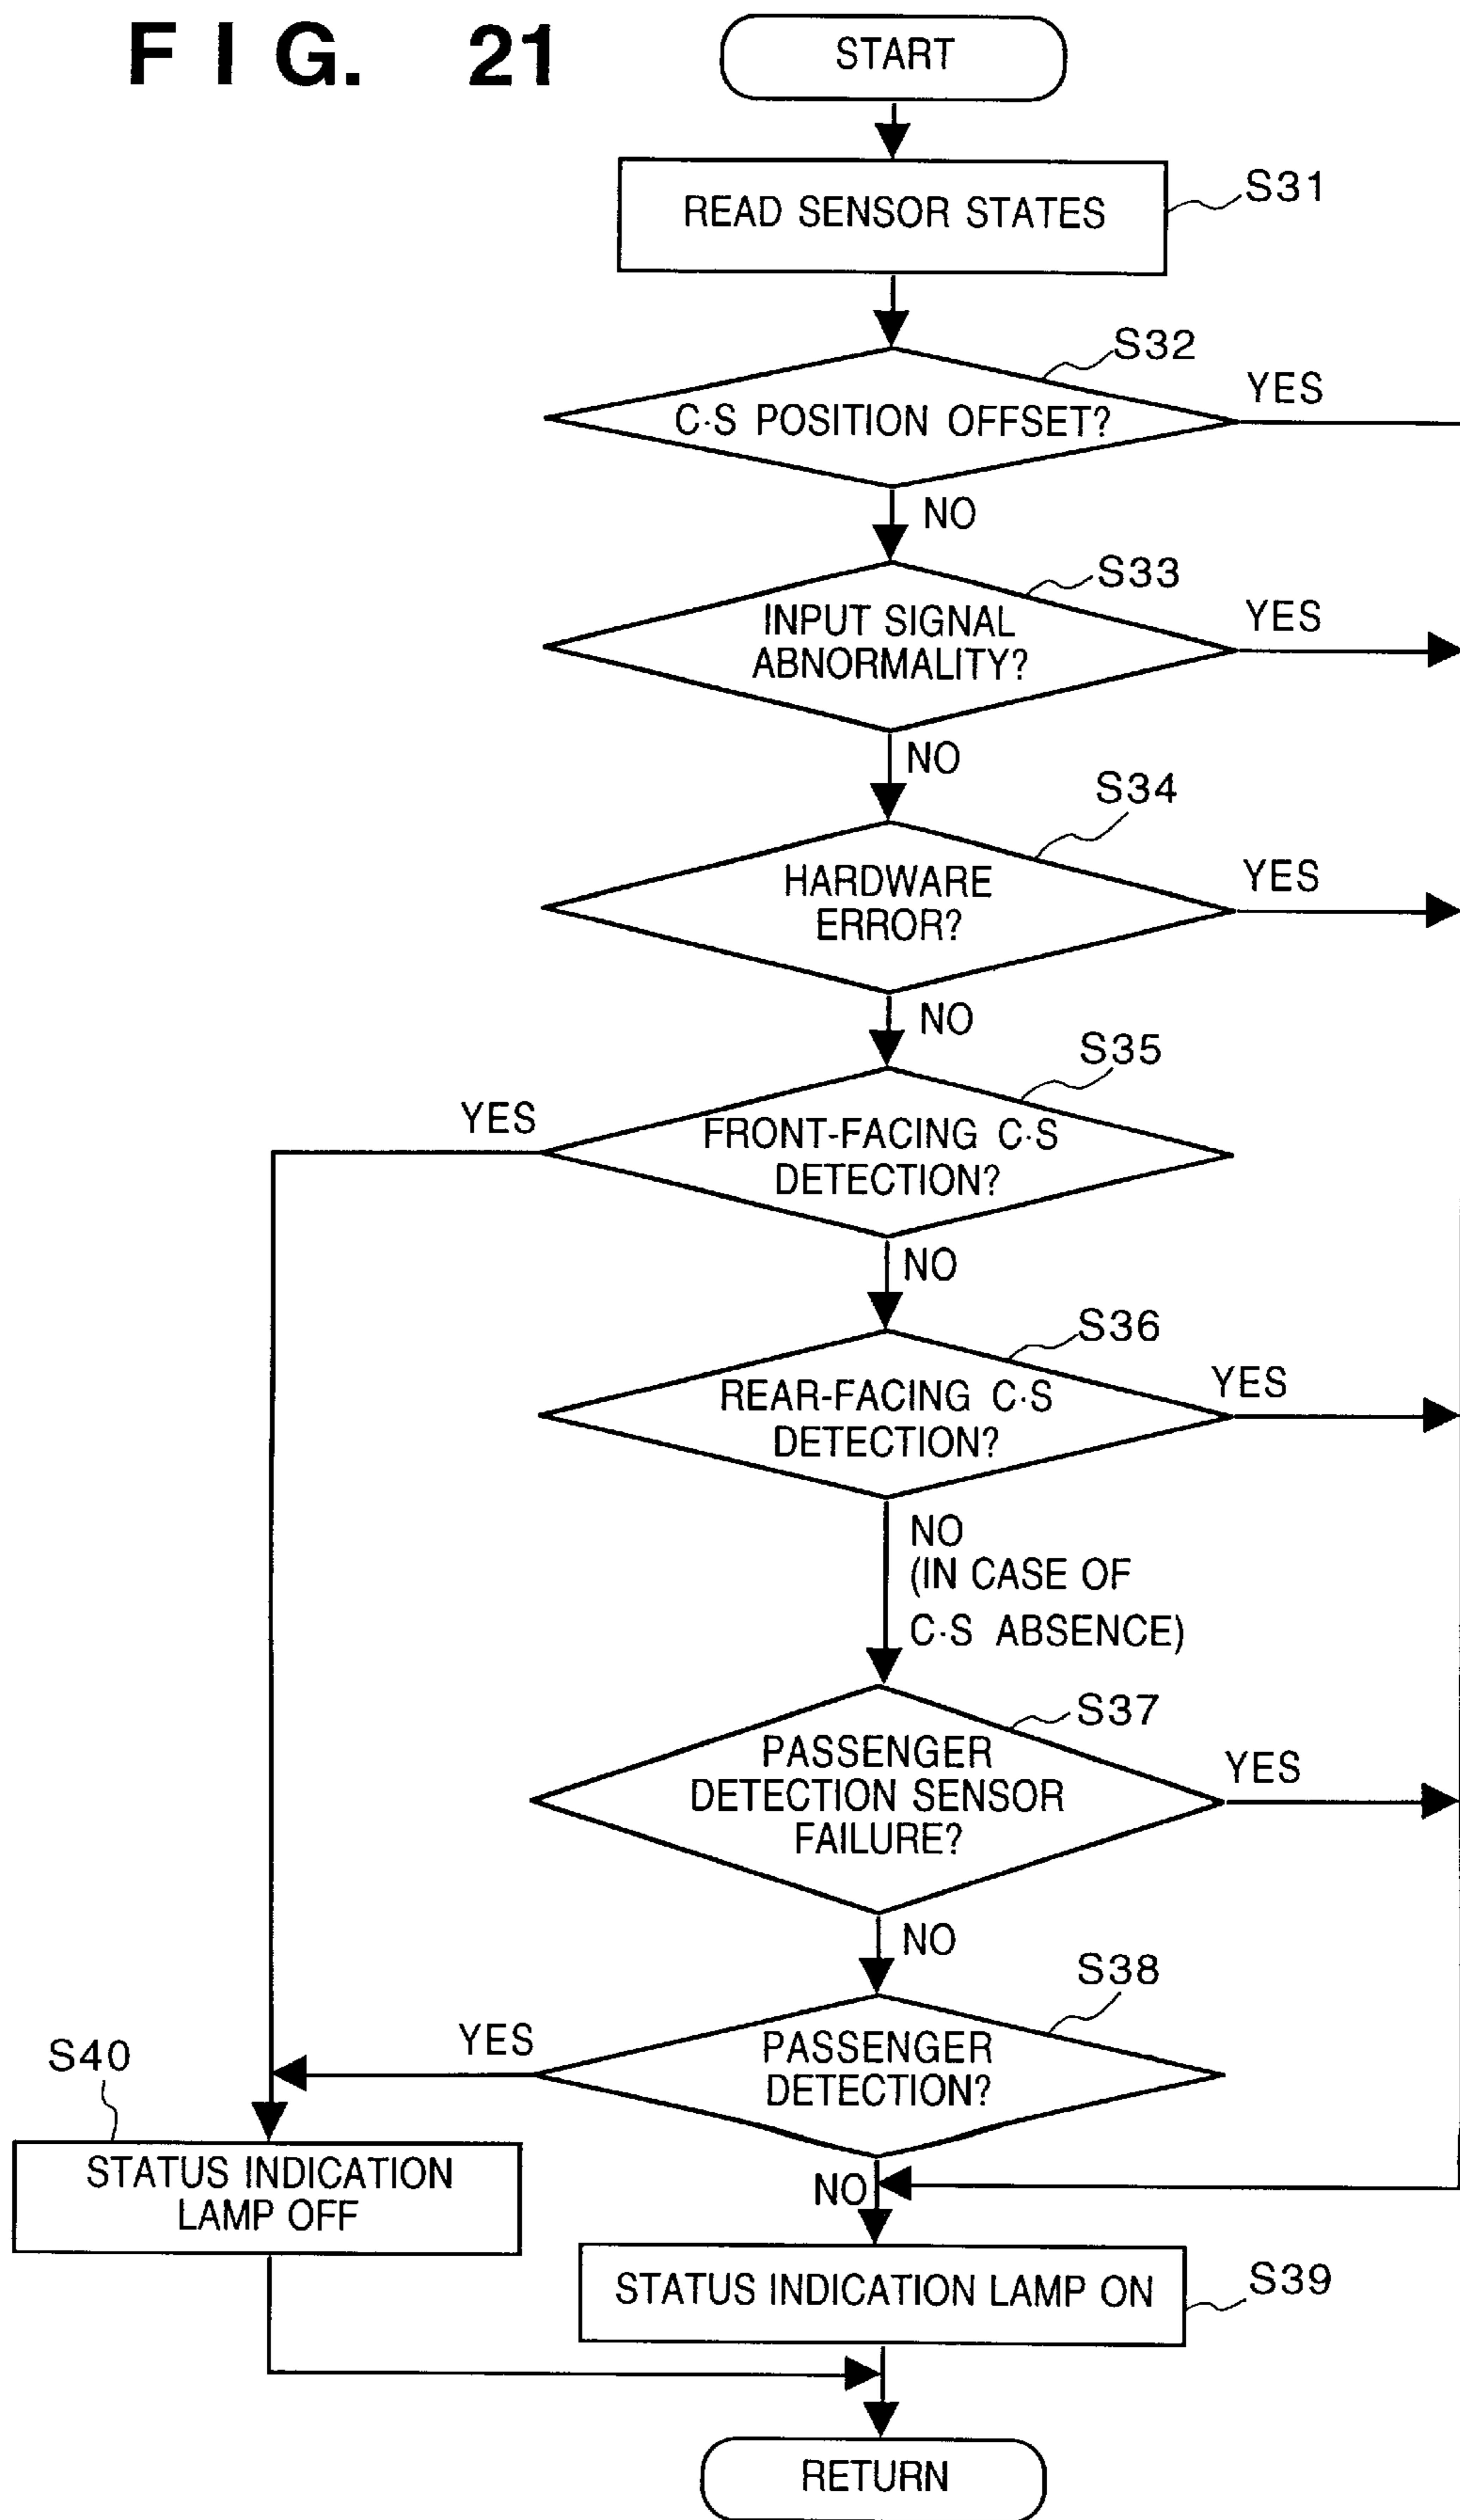 FIG. 21
START
READ SENSOR STATES
S31
S32
C·S POSITION OFFSET?
YES
NO
S33
INPUT SIGNAL
ABNORMALITY?
YES
NO
S34
HARDWARE
ERROR?
YES
NO
S35
YES
FRONT-FACING C·S
DETECTION?
NO
S36
REAR-FACING C·S
DETECTION?
YES
NO
(IN CASE OF
C·S ABSENCE)
S37
PASSENGER
DETECTION SENSOR
FAILURE?
YES
NO
S38
YES
PASSENGER
DETECTION?
S40
STATUS INDICATION
LAMP OFF
NO
STATUS INDICATION LAMP ON
S39
RETURN